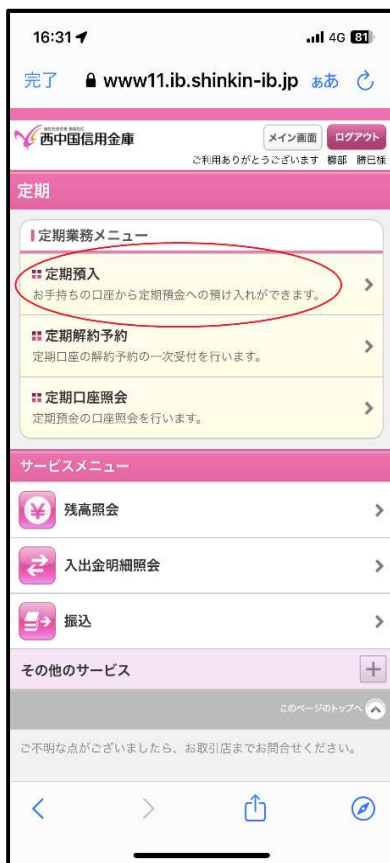 16:31 4G 81
完了 www11.ib.shinkin-ib.jp ぁあ
西中国信用金庫 メイン画面 ログアウト
ご利用ありがとうございます 櫛部 勝巳様
定期
定期業務メニュー
定期預入
お手持ちの口座から定期預金への預け入れができます。
定期解約予約
定期口座の解約予約の一次受付を行います。
定期口座照会
定期預金の口座照会を行います。
サービスメニュー
残高照会
入出金明細照会
振込
その他のサービス
このページのトップへ
ご不明な点がございましたら、お取引店までお問合せください。